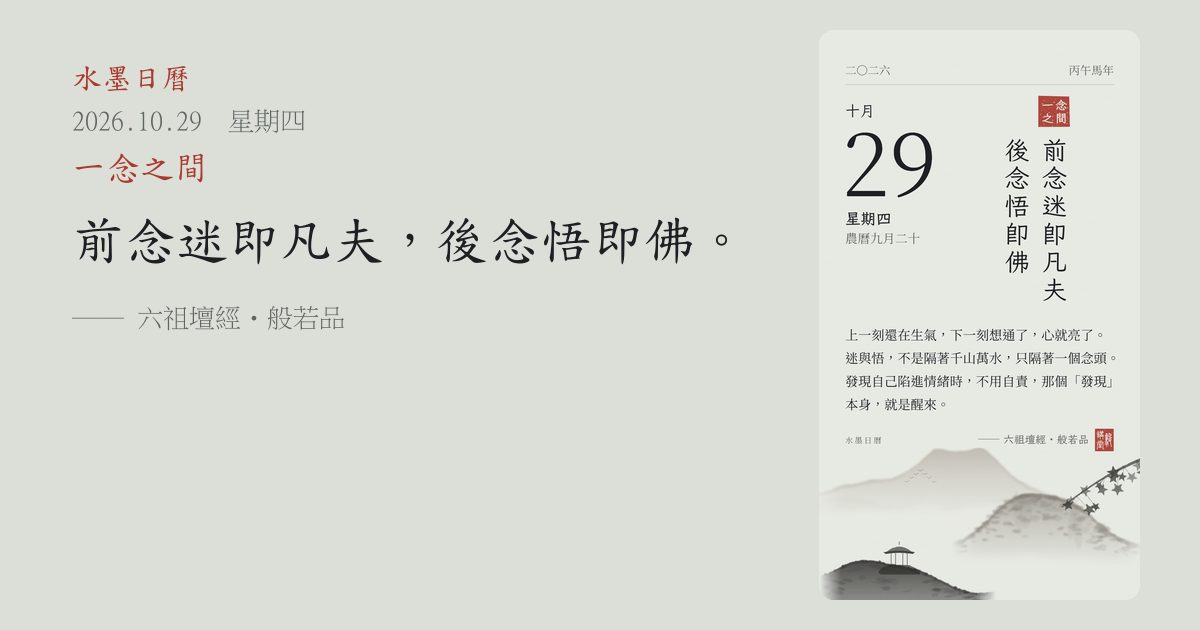 水墨日曆
2026.10.29 星期四
一念之間
前念迷即凡夫，後念悟即佛。
—— 六祖壇經・般若品
二〇二六
丙午馬年
十月
29
星期四
農曆九月二十
一念之間
前念迷即凡夫
後念悟即佛
上一刻還在生氣，下一刻想通了，心就亮了。
迷與悟，不是隔著千山萬水，只隔著一個念頭。
發現自己陷進情緒時，不用自責，那個「發現」
本身，就是醒來。
水墨日曆
—— 六祖壇經・般若品